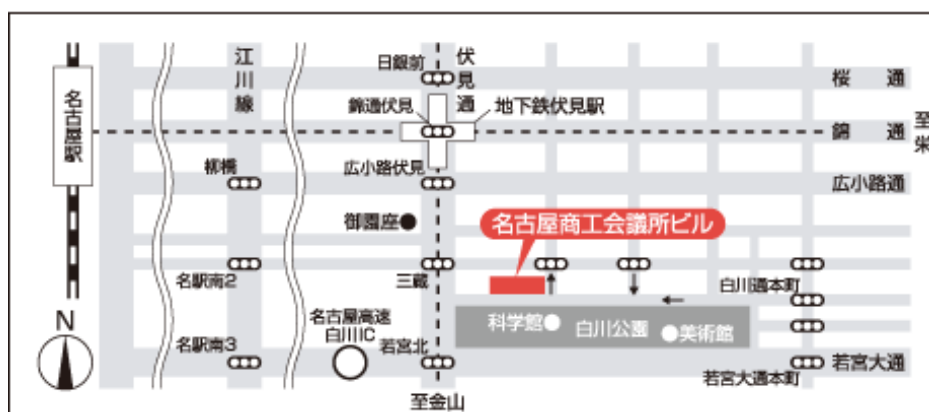 江川線
伏見通
日銀前
桜 通
名古屋駅
錦通伏見
地下鉄伏見駅
錦 通
至栄
柳橋
広小路伏見
広小路通
御園座
名古屋商工会議所ビル
名駅南2
三蔵
白川通本町
N
名古屋高速
白川IC
科学館
白川公園
美術館
名駅南3
若宮北
若宮大通
若宮大通本町
至金山